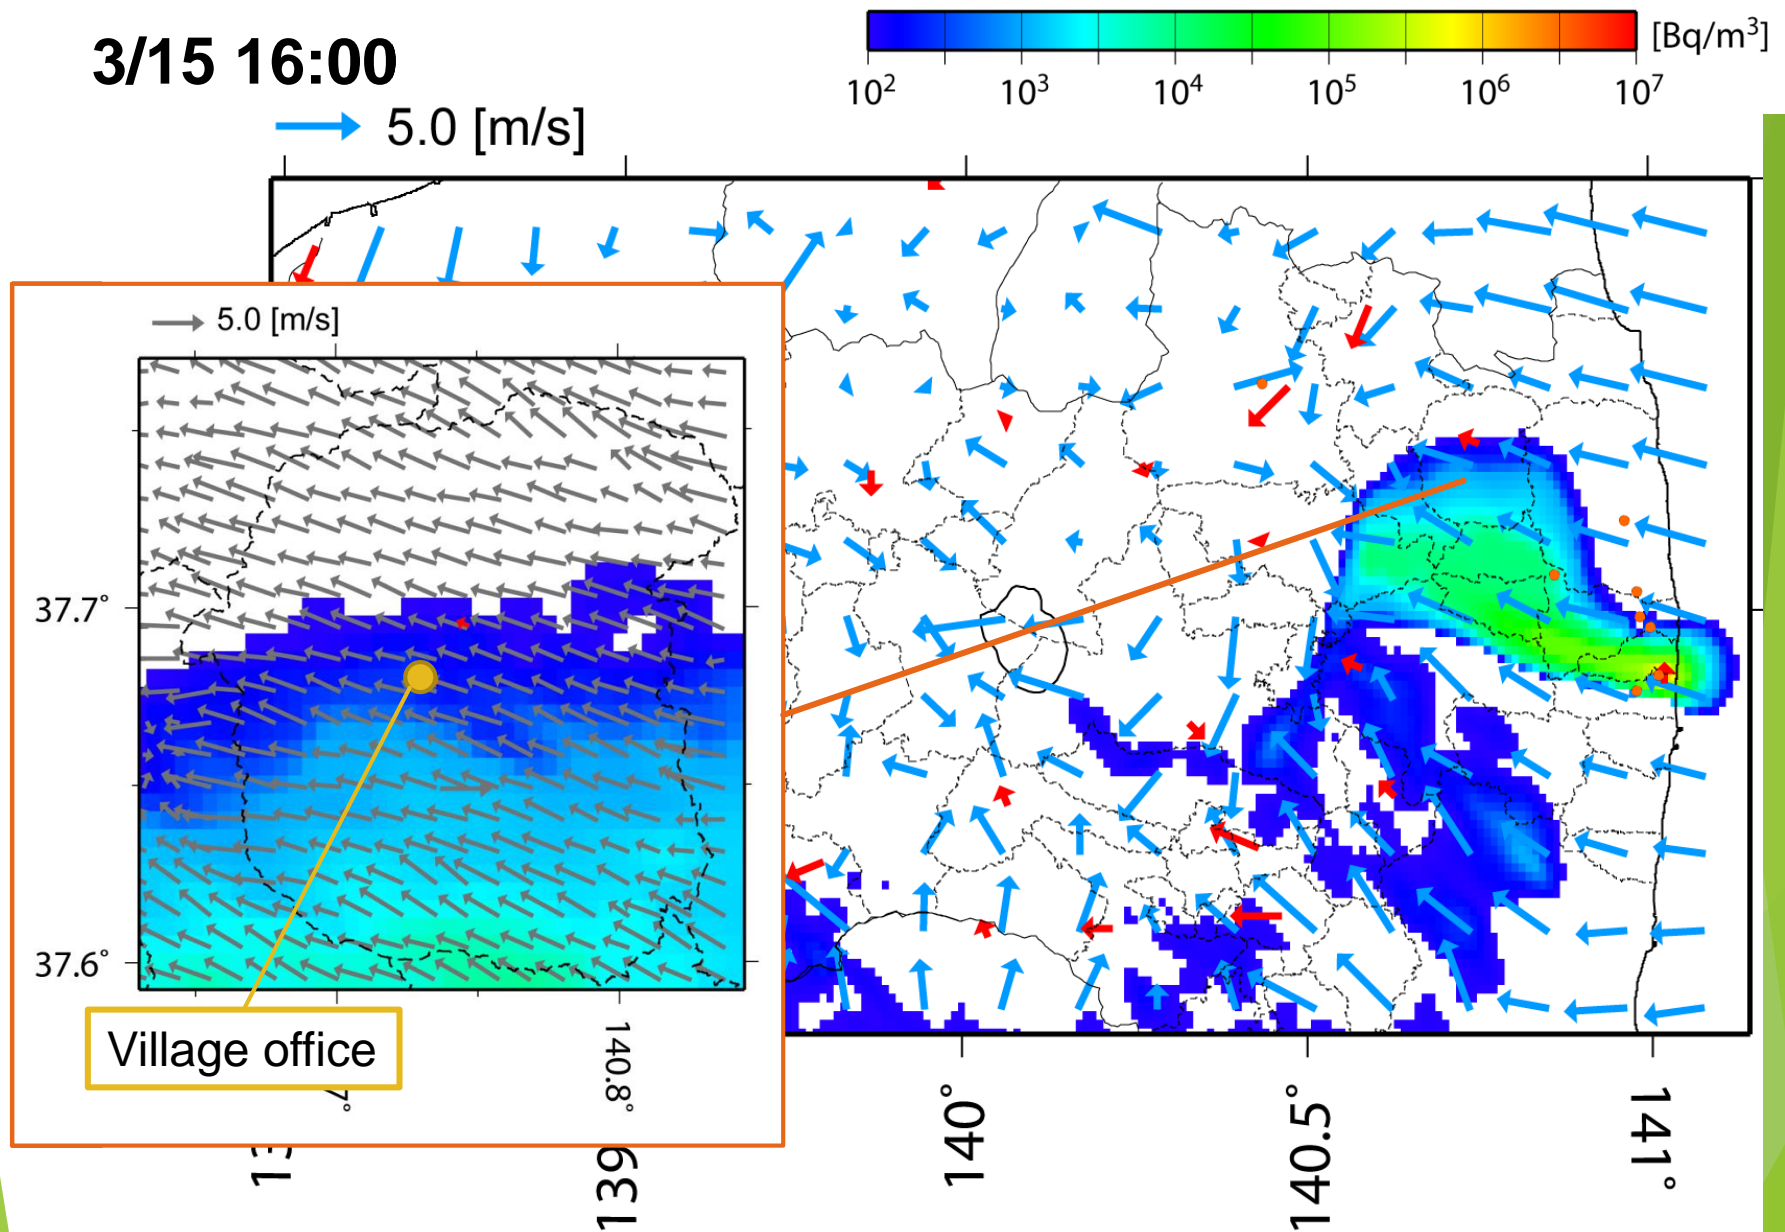 3/15 16:00
[Bq/m³]
10² 10³ 10⁴ 10⁵ 10⁶ 10⁷
5.0 [m/s]
5.0 [m/s]
37.7°
37.6°
Village office
140.8°
140°
140.5°
141°